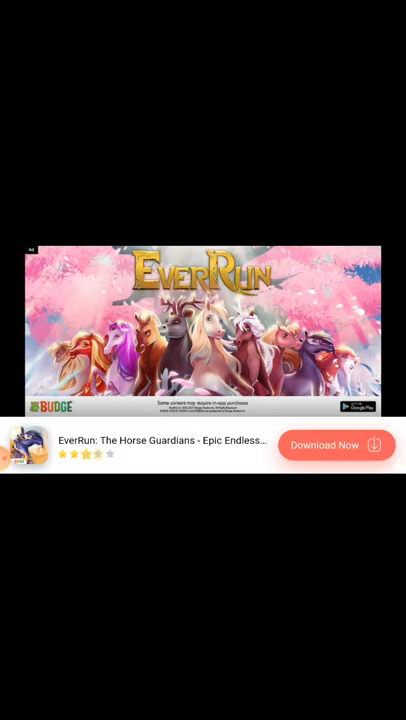 Ad
EVERRUN
BUDGE
Some content may require in-app purchases
Google Play
EverRun: The Horse Guardians - Epic Endless...
Download Now